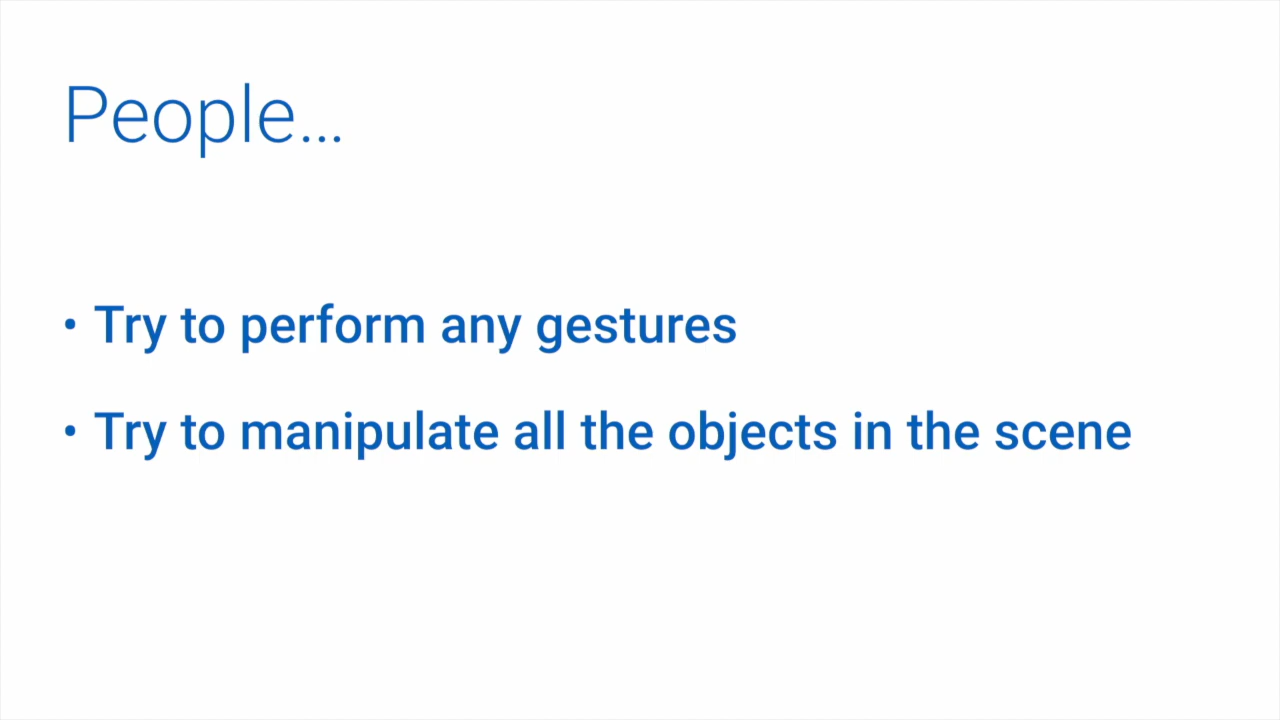 People...
• Try to perform any gestures
• Try to manipulate all the objects in the scene